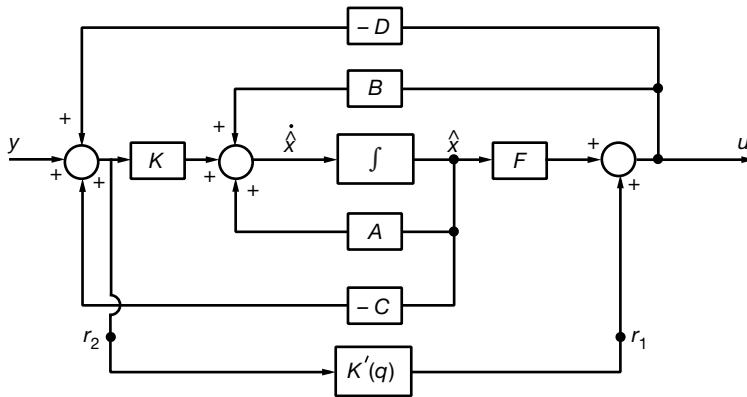 – D
+
B
+
y
+
+
K
+
+
ẋ̂
∫
x̂
F
+
+
u
A
– C
r₂
K′(q)
r₁